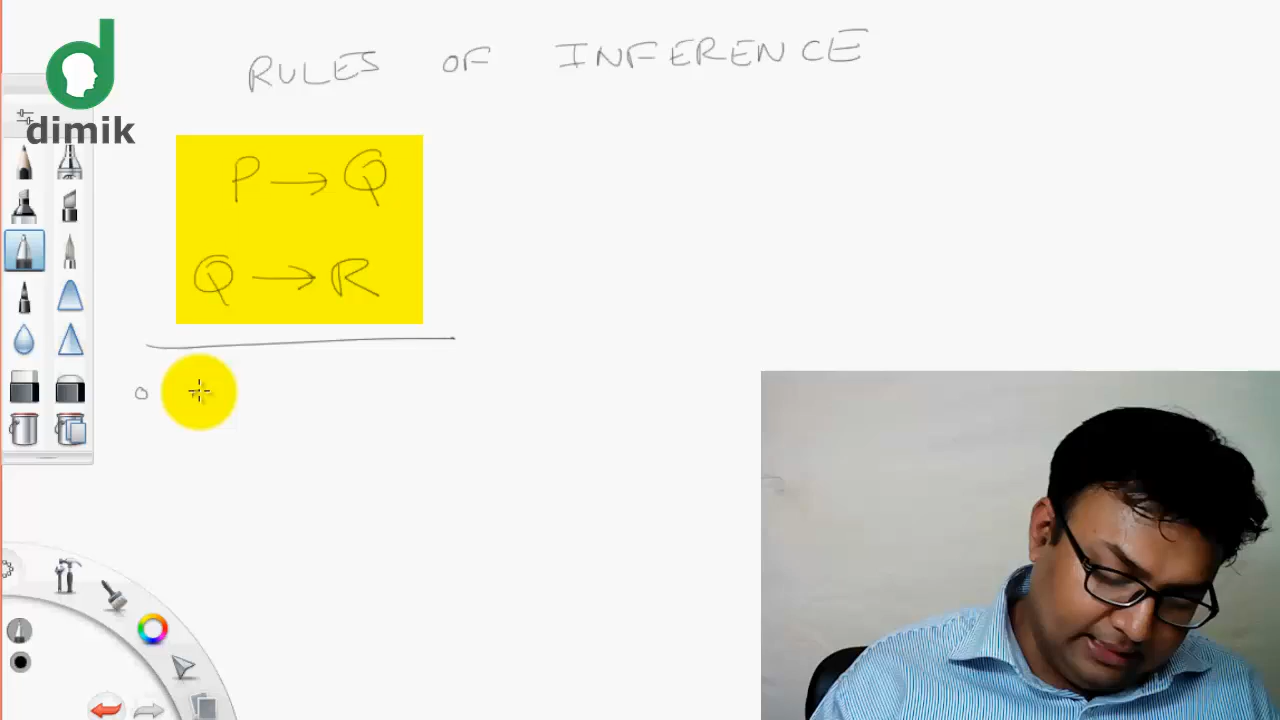 dimik
RULES OF INFERENCE
P → Q
Q → R